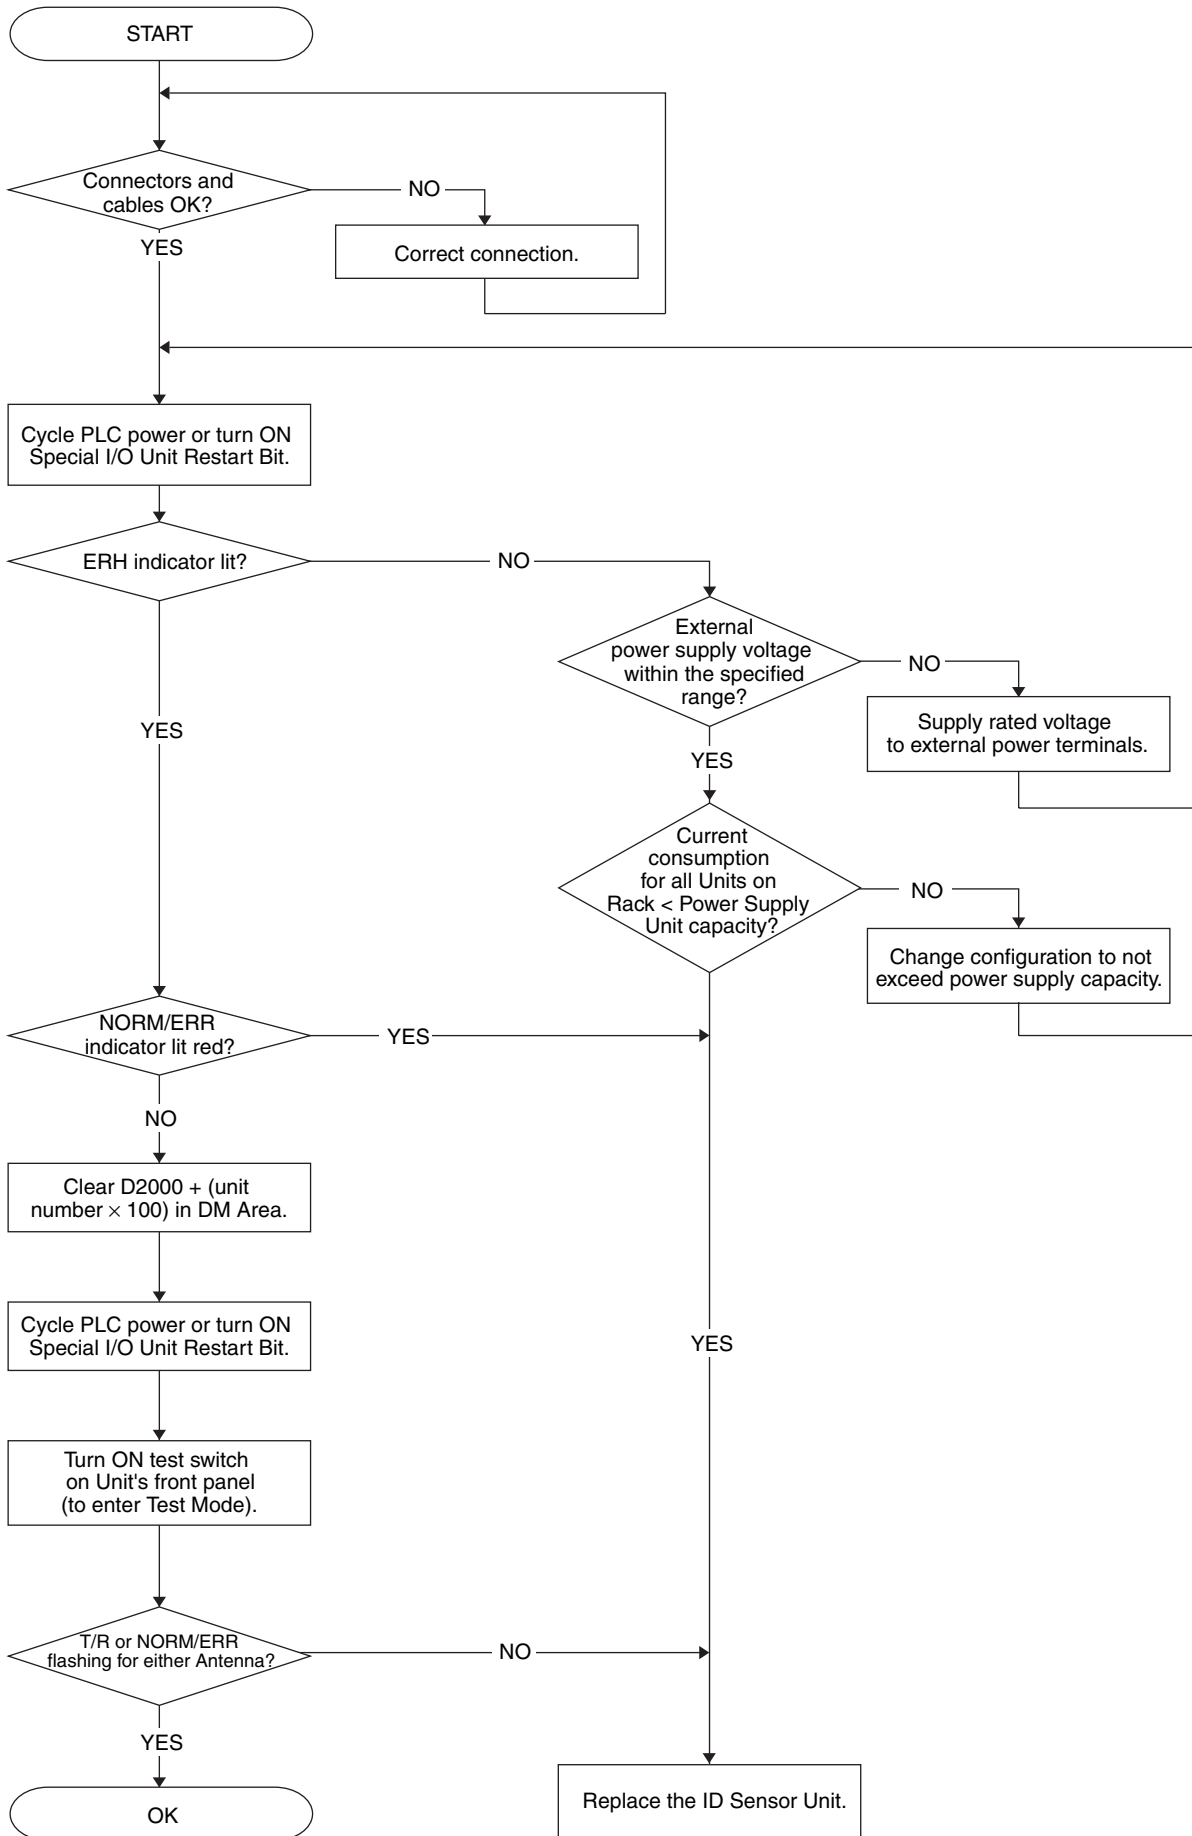 START
Connectors and
cables OK?
NO
Correct connection.
YES
Cycle PLC power or turn ON
Special I/O Unit Restart Bit.
ERH indicator lit?
NO
External
power supply voltage
within the specified
range?
NO
Supply rated voltage
to external power terminals.
YES
YES
Current
consumption
for all Units on
Rack < Power Supply
Unit capacity?
NO
Change configuration to not
exceed power supply capacity.
NORM/ERR
indicator lit red?
YES
NO
Clear D2000 + (unit
number × 100) in DM Area.
Cycle PLC power or turn ON
Special I/O Unit Restart Bit.
YES
Turn ON test switch
on Unit's front panel
(to enter Test Mode).
T/R or NORM/ERR
flashing for either Antenna?
NO
YES
OK
Replace the ID Sensor Unit.